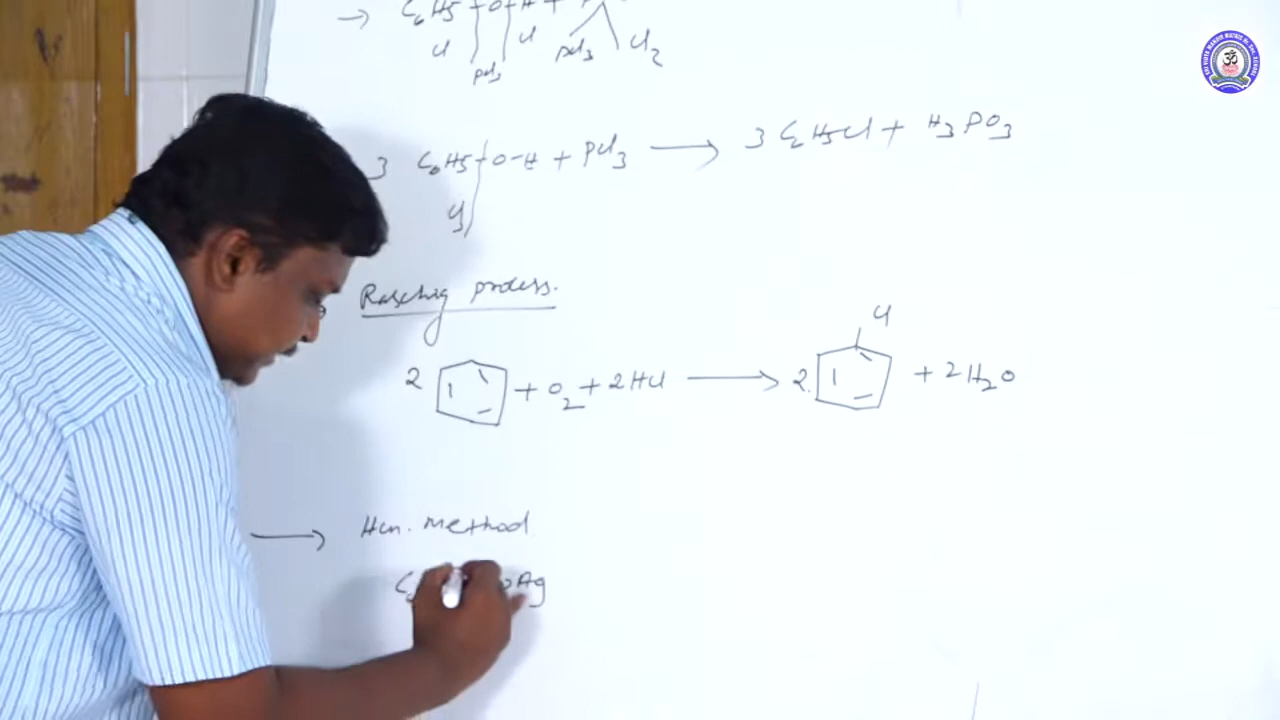 → C6H5 O H +
Cl Cl PCl3 Cl2
PCl3
3 C6H5 O-H + PCl3 → 3 C6H5Cl + H3PO3
Cl
Raschig process.
Cl
2 + O2 + 2HCl → 2 + 2H2O
→ Hun. Method
C OAg